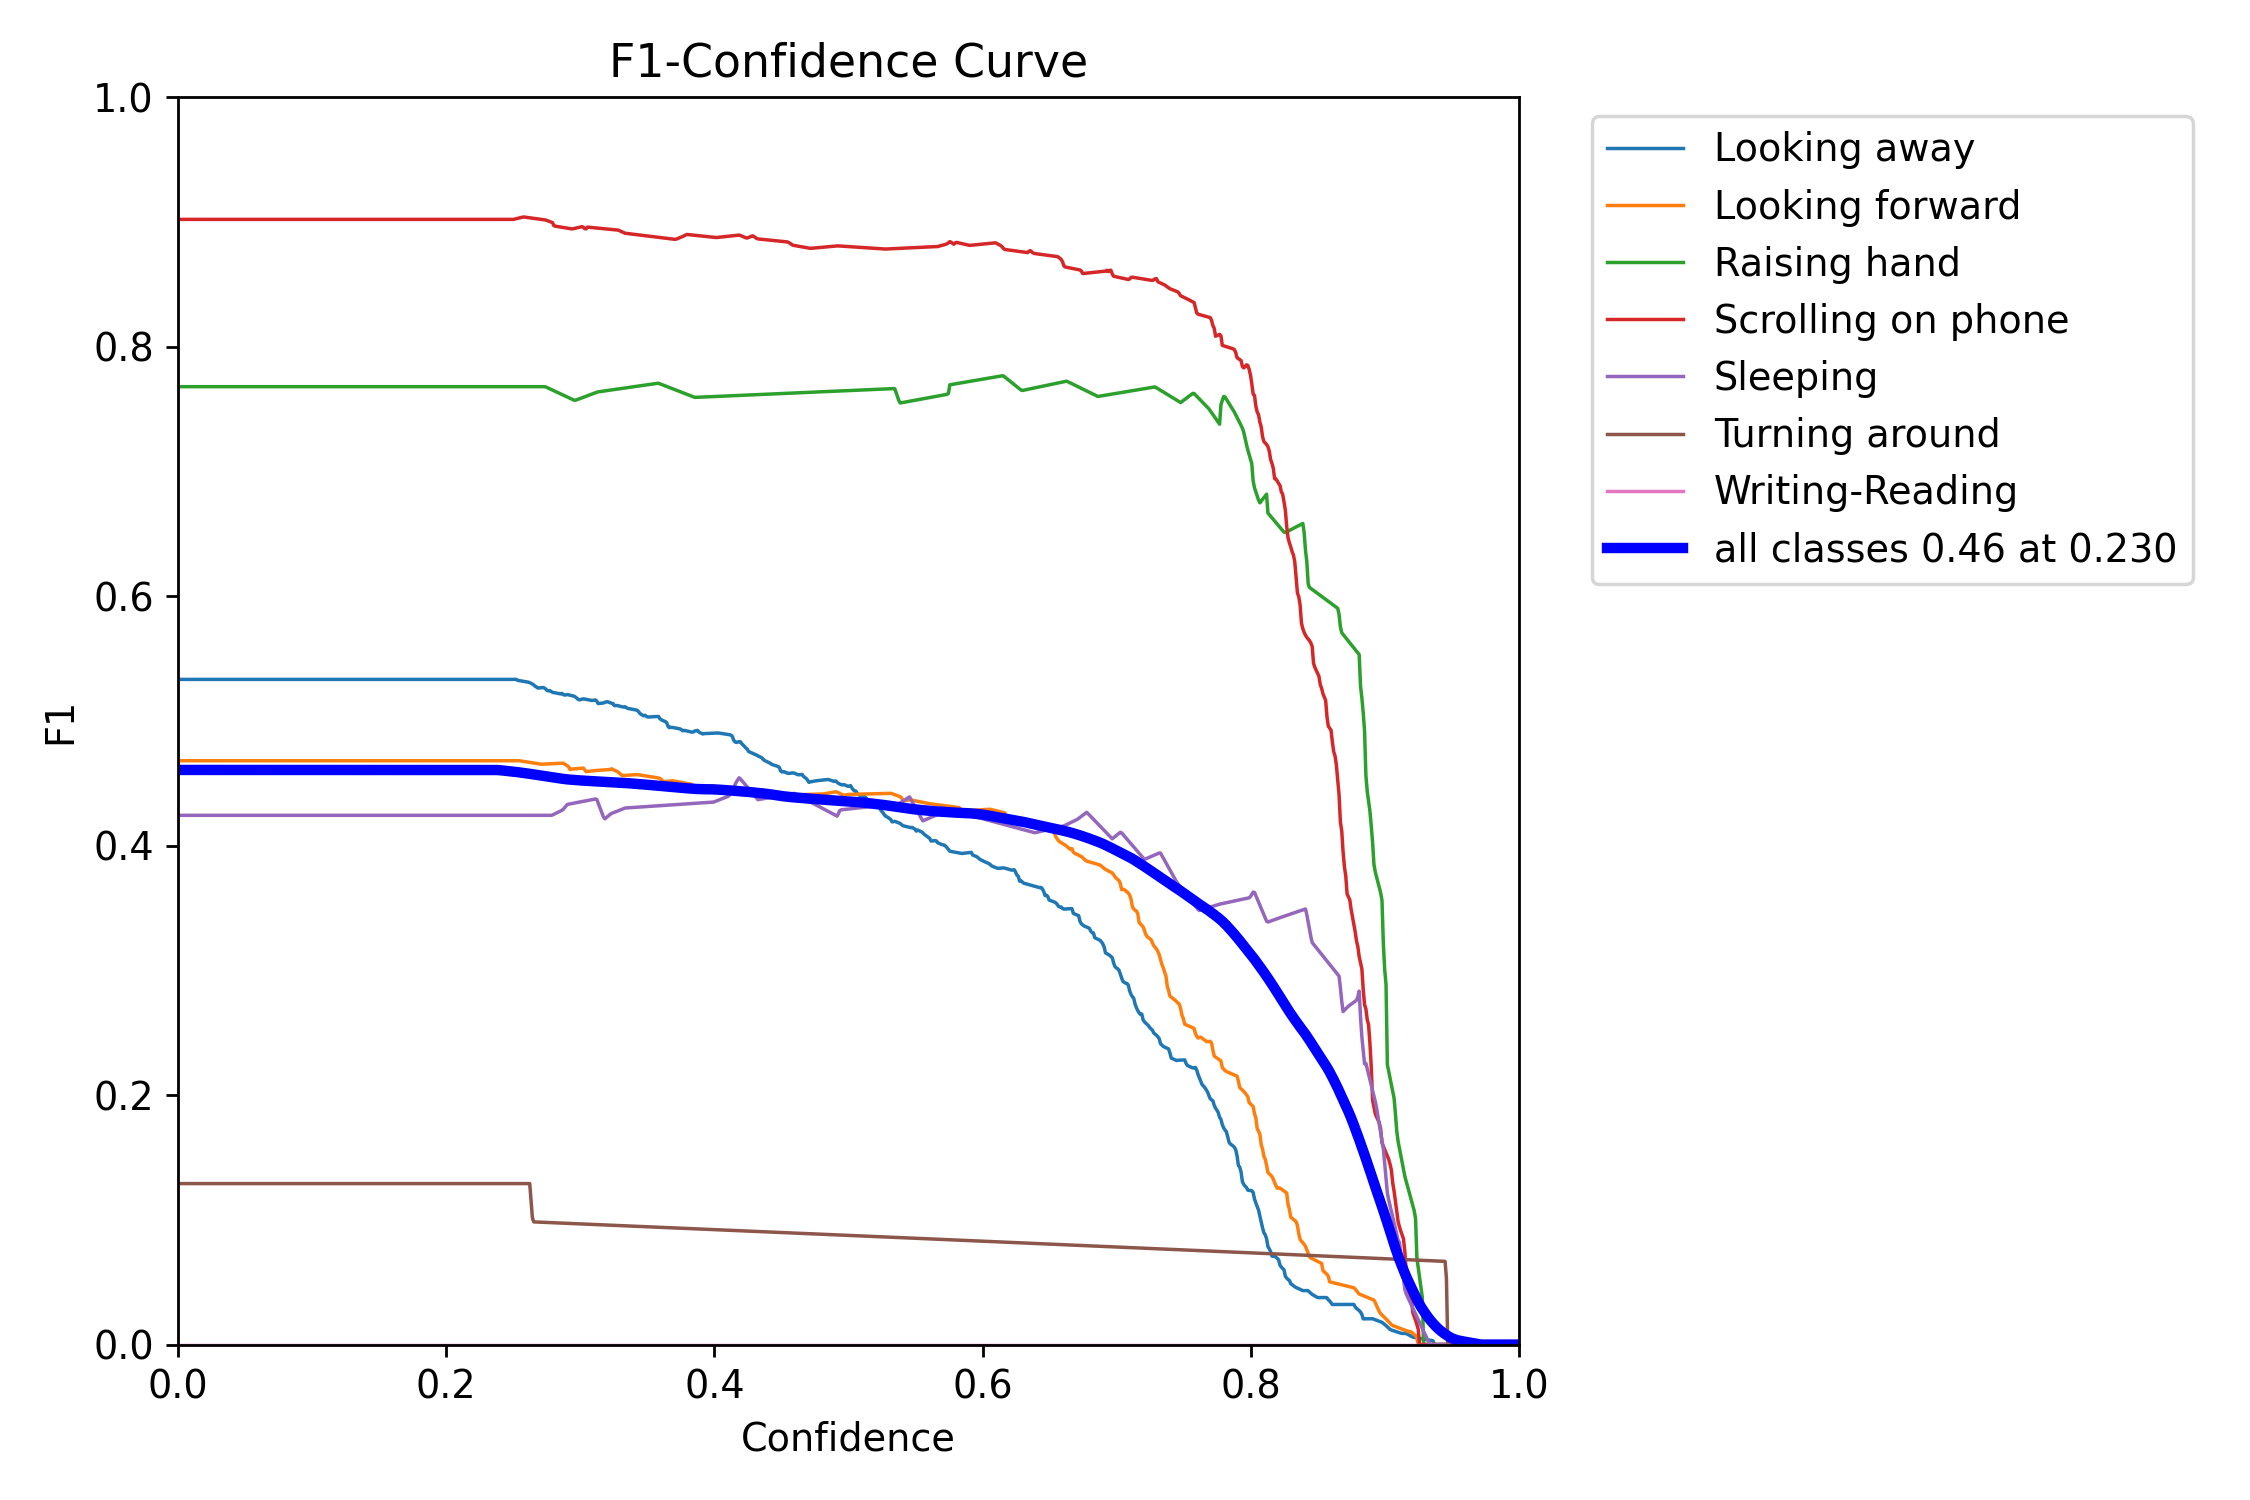 F1-Confidence Curve
1.0
0.8
0.6
0.4
0.2
0.0
F1
0.0 0.2 0.4 0.6 0.8 1.0
Confidence
Looking away
Looking forward
Raising hand
Scrolling on phone
Sleeping
Turning around
Writing-Reading
all classes 0.46 at 0.230